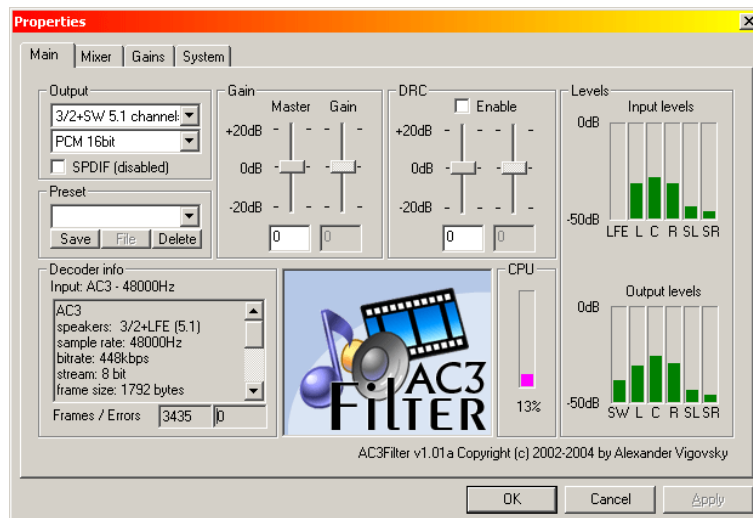 Properties
Main Mixer Gains System
Output
3/2+SW 5.1 channel
PCM 16bit
SPDIF (disabled)
Preset
Save File Delete
Gain
Master Gain
+20dB
0dB
-20dB
0 0
DRC
Enable
+20dB
0dB
-20dB
0 0
Levels
Input levels
0dB
-50dB
LFE L C R SL SR
Output levels
0dB
-50dB
SW L C R SL SR
Decoder info
Input: AC3 - 48000Hz
AC3
speakers: 3/2+LFE (5.1)
sample rate: 48000Hz
bitrate: 448kbps
stream: 8 bit
frame size: 1792 bytes
Frames / Errors 3435 0
AC3
FILTER
CPU
13%
AC3Filter v1.01a Copyright (c) 2002-2004 by Alexander Vigovsky
OK Cancel Apply